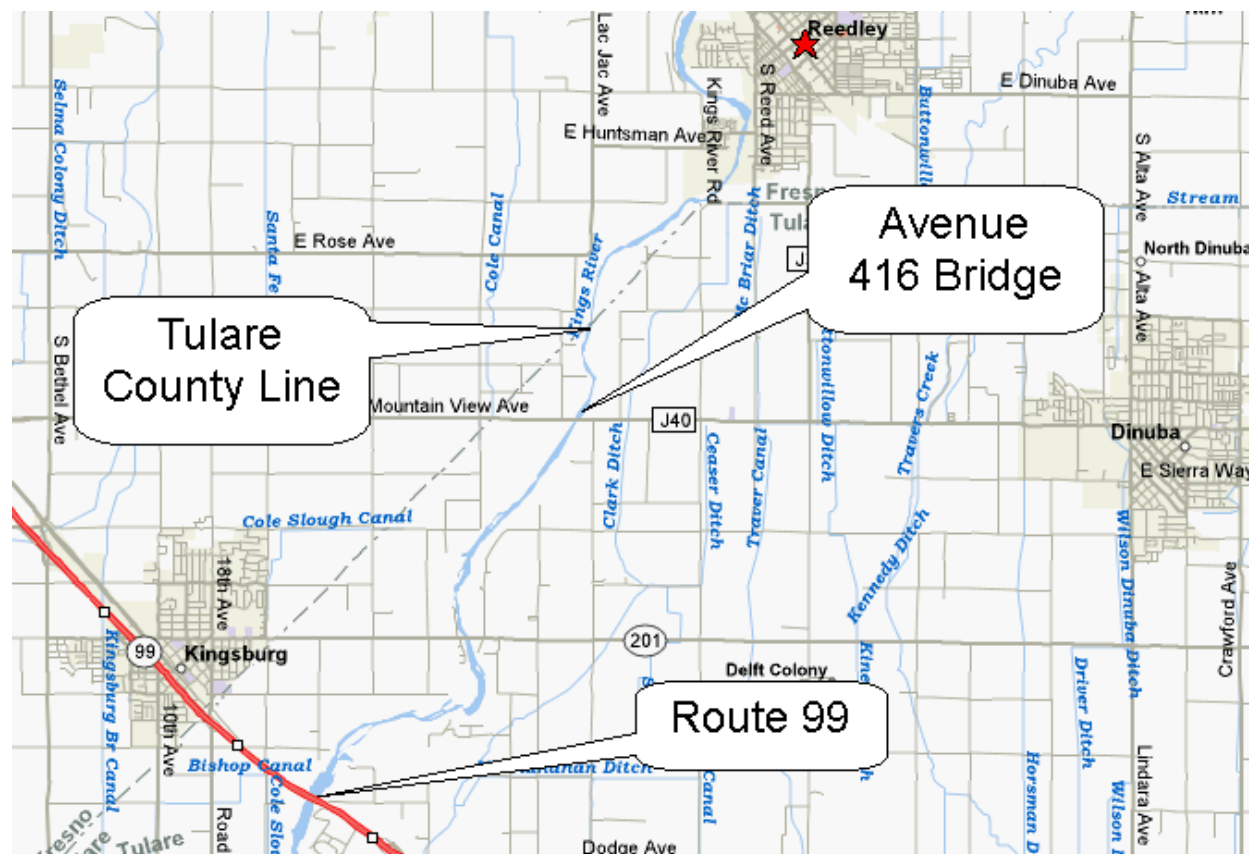 Reedley
Lac Jac Ave
E Dinuba Ave
Selma Colony Ditch
S Reed Ave
Kings River Rd
E Huntsman Ave
S Alta Ave
Stream
Santa Fe
Cole Canal
Mc Briar Ditch
Avenue
416 Bridge
E Rose Ave
Kings River
North Dinuba
Alta Ave
Tulare
County Line
S Bethel Ave
Mountain View Ave
J40
Travers Creek
Dinuba
E Sierra Way
Clark Ditch
Ceaser Ditch
Traver Canal
Cole Slough Canal
Kennedy Ditch
Wilson Dinuba Ditch
18th Ave
Crawford Ave
201
99
Kingsburg
Delft Colony
Kingsburg Br Canal
10th Ave
Route 99
Driver Ditch
Bishop Canal
Ditch
Canal
Horsman D
Lindara Ave
Wilson
Road
Cole Slo
Fresno
Tulare
Dodge Ave